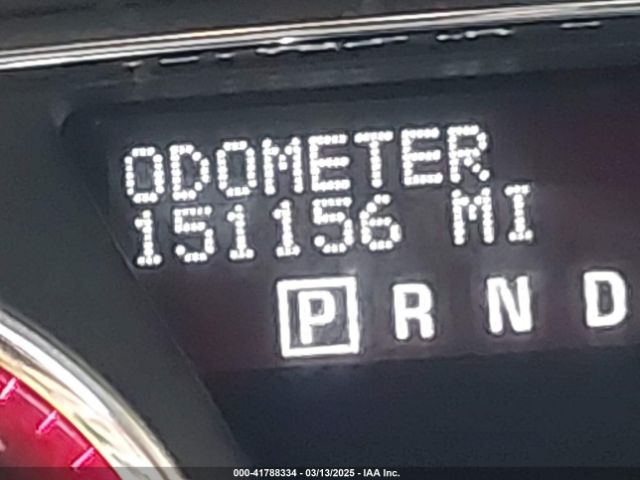 ODOMETER
151156 MI
P R N D
000-41788334 - 03/13/2025 - IAA Inc.